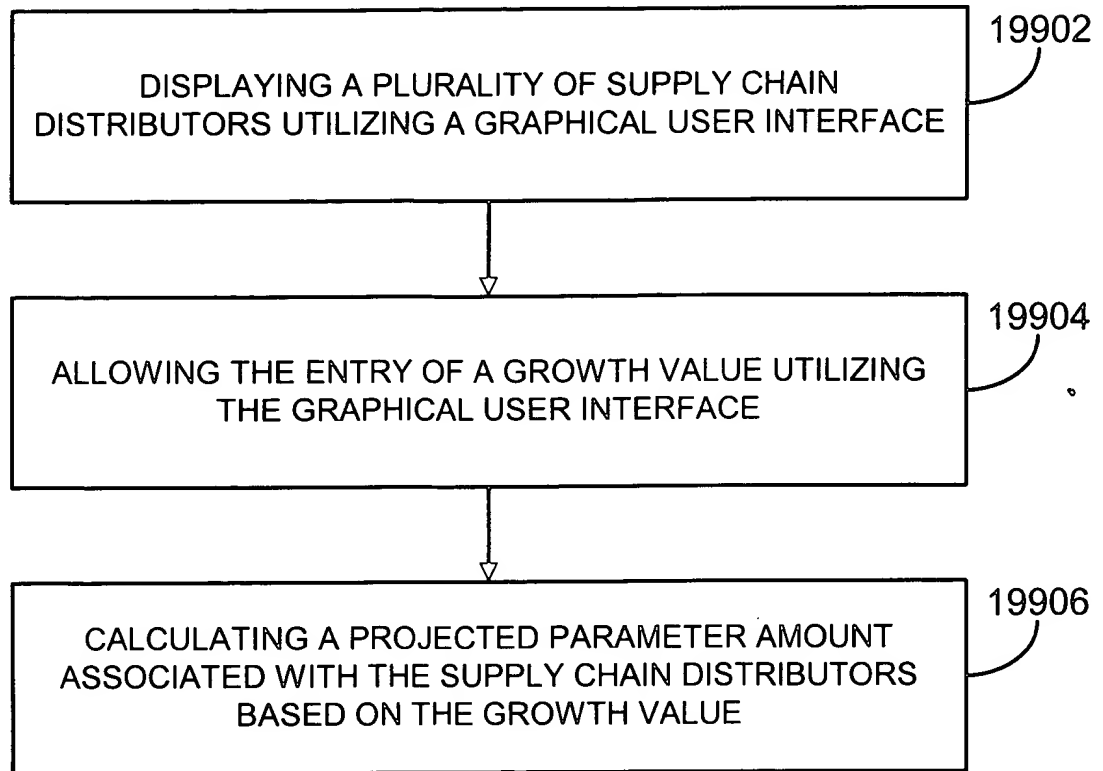 19902
DISPLAYING A PLURALITY OF SUPPLY CHAIN
DISTRIBUTORS UTILIZING A GRAPHICAL USER INTERFACE
19904
ALLOWING THE ENTRY OF A GROWTH VALUE UTILIZING
THE GRAPHICAL USER INTERFACE
19906
CALCULATING A PROJECTED PARAMETER AMOUNT
ASSOCIATED WITH THE SUPPLY CHAIN DISTRIBUTORS
BASED ON THE GROWTH VALUE